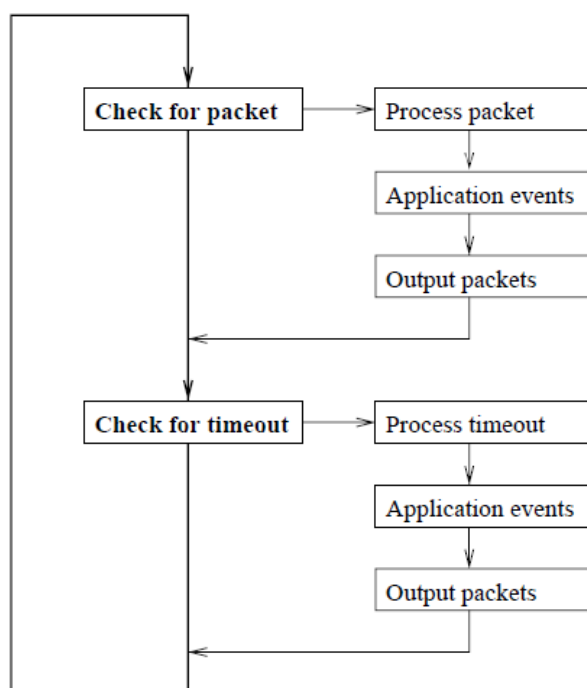 Check for packet
Process packet
Application events
Output packets
Check for timeout
Process timeout
Application events
Output packets